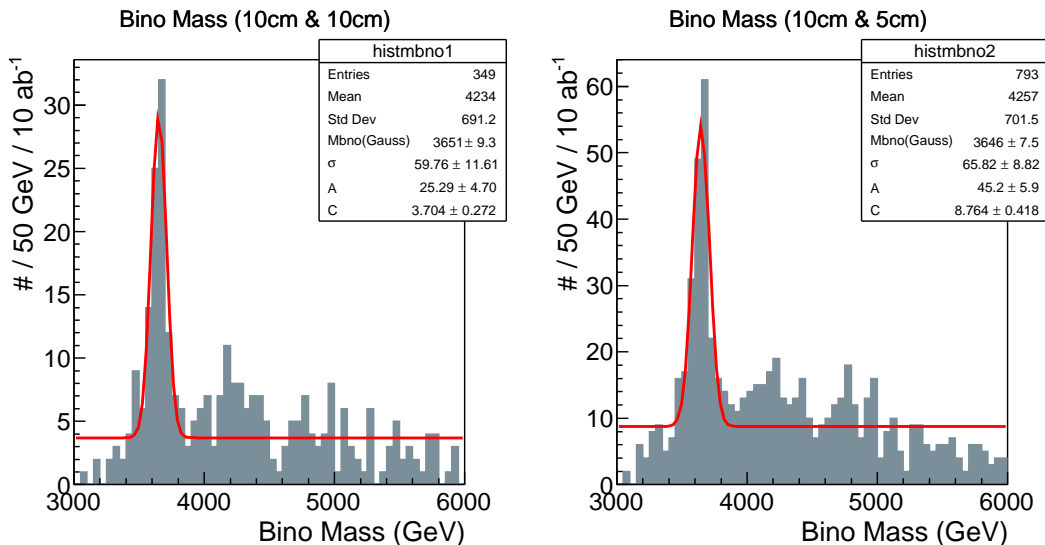 Bino Mass (10cm & 10cm)
# / 50 GeV / 10 ab⁻¹
histmbno1
Entries 349
Mean 4234
Std Dev 691.2
Mbno(Gauss) 3651 ± 9.3
σ 59.76 ± 11.61
A 25.29 ± 4.70
C 3.704 ± 0.272
30
25
20
15
10
5
0
3000 4000 5000 6000
Bino Mass (GeV)
Bino Mass (10cm & 5cm)
# / 50 GeV / 10 ab⁻¹
histmbno2
Entries 793
Mean 4257
Std Dev 701.5
Mbno(Gauss) 3646 ± 7.5
σ 65.82 ± 8.82
A 45.2 ± 5.9
C 8.764 ± 0.418
60
50
40
30
20
10
0
3000 4000 5000 6000
Bino Mass (GeV)